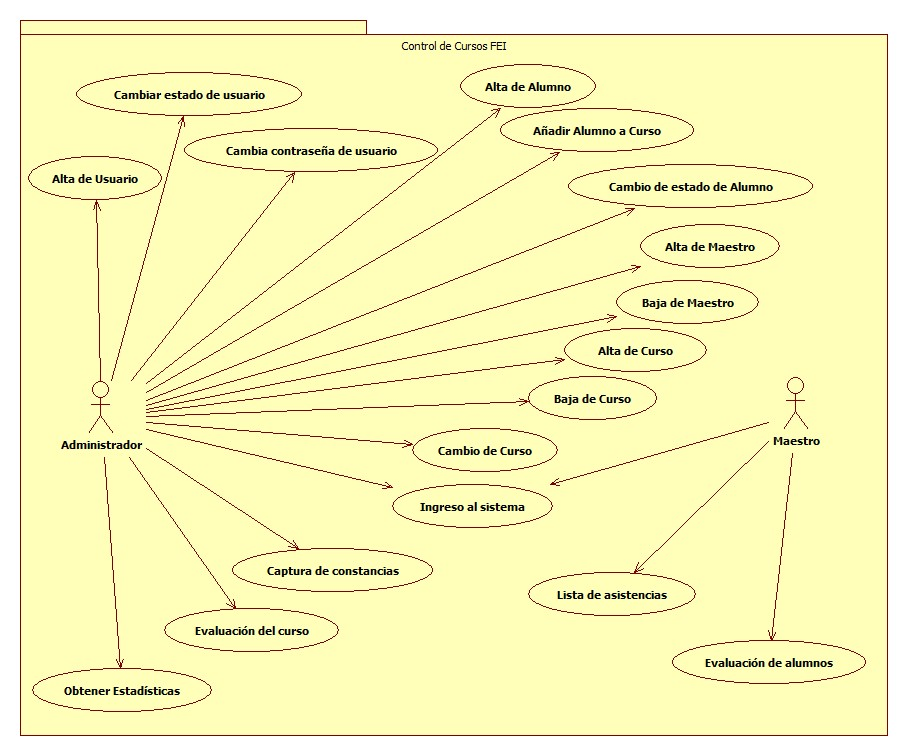 Control de Cursos FEI
Cambiar estado de usuario
Alta de Alumno
Añadir Alumno a Curso
Cambia contraseña de usuario
Alta de Usuario
Cambio de estado de Alumno
Alta de Maestro
Baja de Maestro
Alta de Curso
Baja de Curso
Administrador
Maestro
Cambio de Curso
Ingreso al sistema
Captura de constancias
Lista de asistencias
Evaluación del curso
Evaluación de alumnos
Obtener Estadísticas